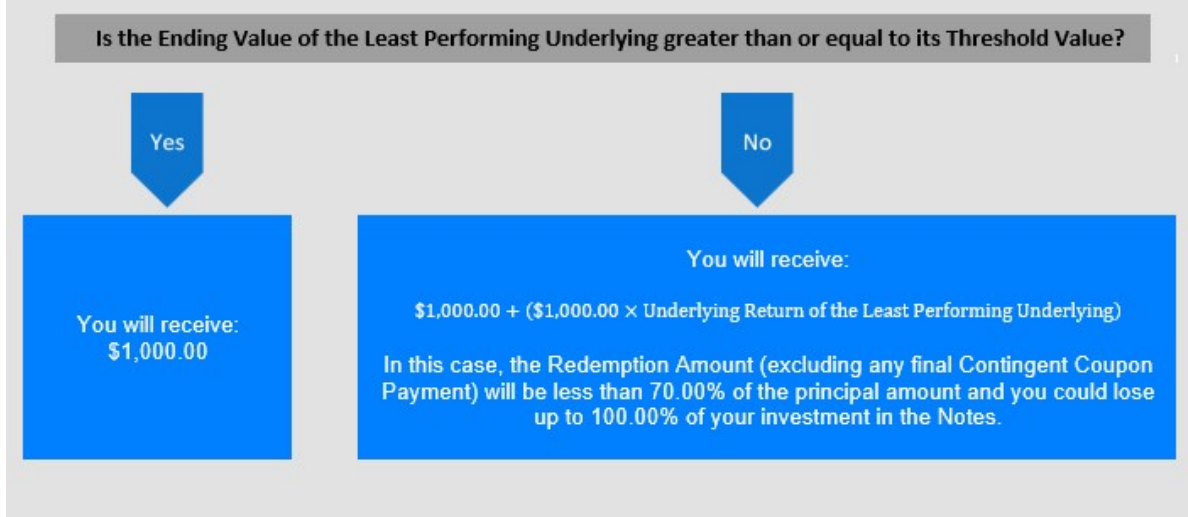 Is the Ending Value of the Least Performing Underlying greater than or equal to its Threshold Value?
Yes
No
You will receive:
$1,000.00
You will receive:
$1,000.00 + ($1,000.00 × Underlying Return of the Least Performing Underlying)
In this case, the Redemption Amount (excluding any final Contingent Coupon
Payment) will be less than 70.00% of the principal amount and you could lose
up to 100.00% of your investment in the Notes.